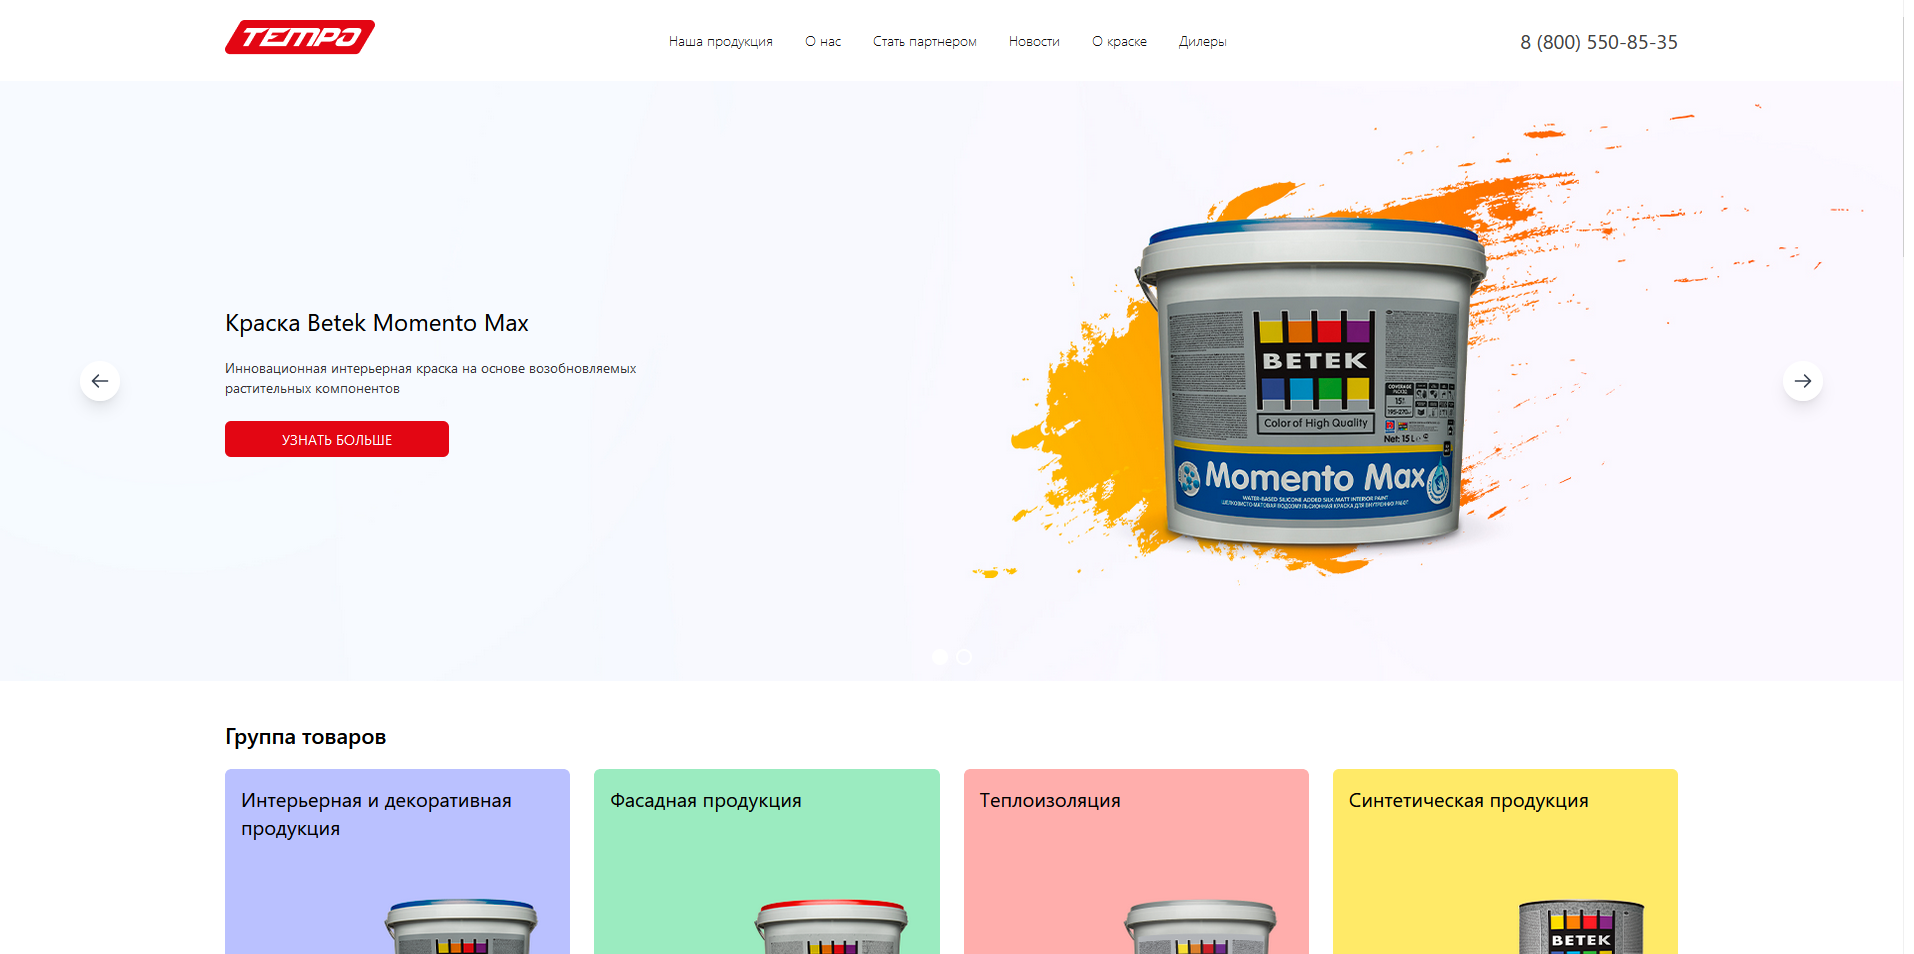 TEMPO
Наша продукция
О нас
Стать партнером
Новости
О краске
Дилеры
8 (800) 550-85-35
Краска Betek Momento Max
Инновационная интерьерная краска на основе возобновляемых
растительных компонентов
УЗНАТЬ БОЛЬШЕ
BETEK
Color of High Quality
COVERAGE
Net: 15 L
Momento Max
WATER-BASED SILICONE ADDED SILK MATT INTERIOR PAINT
ШЕЛКОВИСТО-МАТОВАЯ ВОДОЭМУЛЬСИОННАЯ КРАСКА ДЛЯ ВНУТРЕННИХ РАБОТ
Группа товаров
Интерьерная и декоративная
продукция
Фасадная продукция
Теплоизоляция
Синтетическая продукция
BETEK